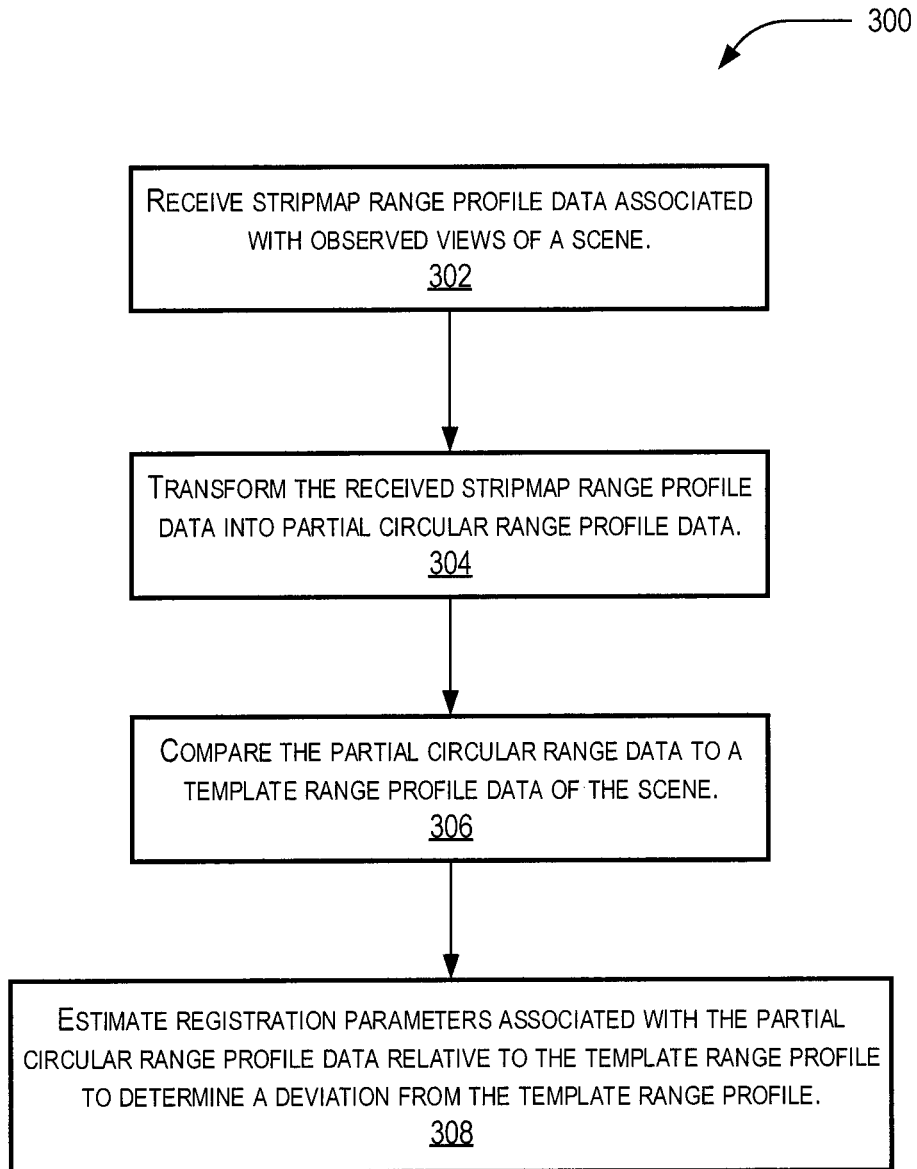 300
RECEIVE STRIPMAP RANGE PROFILE DATA ASSOCIATED
WITH OBSERVED VIEWS OF A SCENE.
302
TRANSFORM THE RECEIVED STRIPMAP RANGE PROFILE
DATA INTO PARTIAL CIRCULAR RANGE PROFILE DATA.
304
COMPARE THE PARTIAL CIRCULAR RANGE DATA TO A
TEMPLATE RANGE PROFILE DATA OF THE SCENE.
306
ESTIMATE REGISTRATION PARAMETERS ASSOCIATED WITH THE PARTIAL
CIRCULAR RANGE PROFILE DATA RELATIVE TO THE TEMPLATE RANGE PROFILE
TO DETERMINE A DEVIATION FROM THE TEMPLATE RANGE PROFILE.
308